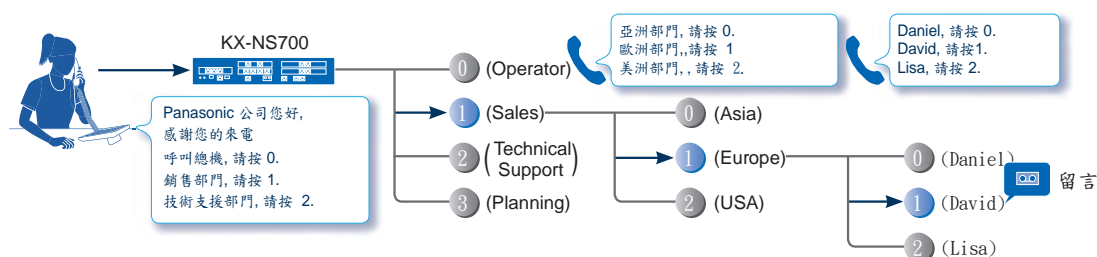 KX-NS700
Panasonic 公司您好,
感謝您的來電
呼叫總機, 請按 0.
銷售部門, 請按 1.
技術支援部門, 請按 2.
0 (Operator)
1 (Sales)
2 (Technical
Support)
3 (Planning)
亞洲部門, 請按 0.
歐洲部門,,請按 1
美洲部門,, 請按 2.
0 (Asia)
1 (Europe)
2 (USA)
Daniel, 請按 0.
David, 請按1.
Lisa, 請按 2.
0 (Daniel)
1 (David)
2 (Lisa)
留言